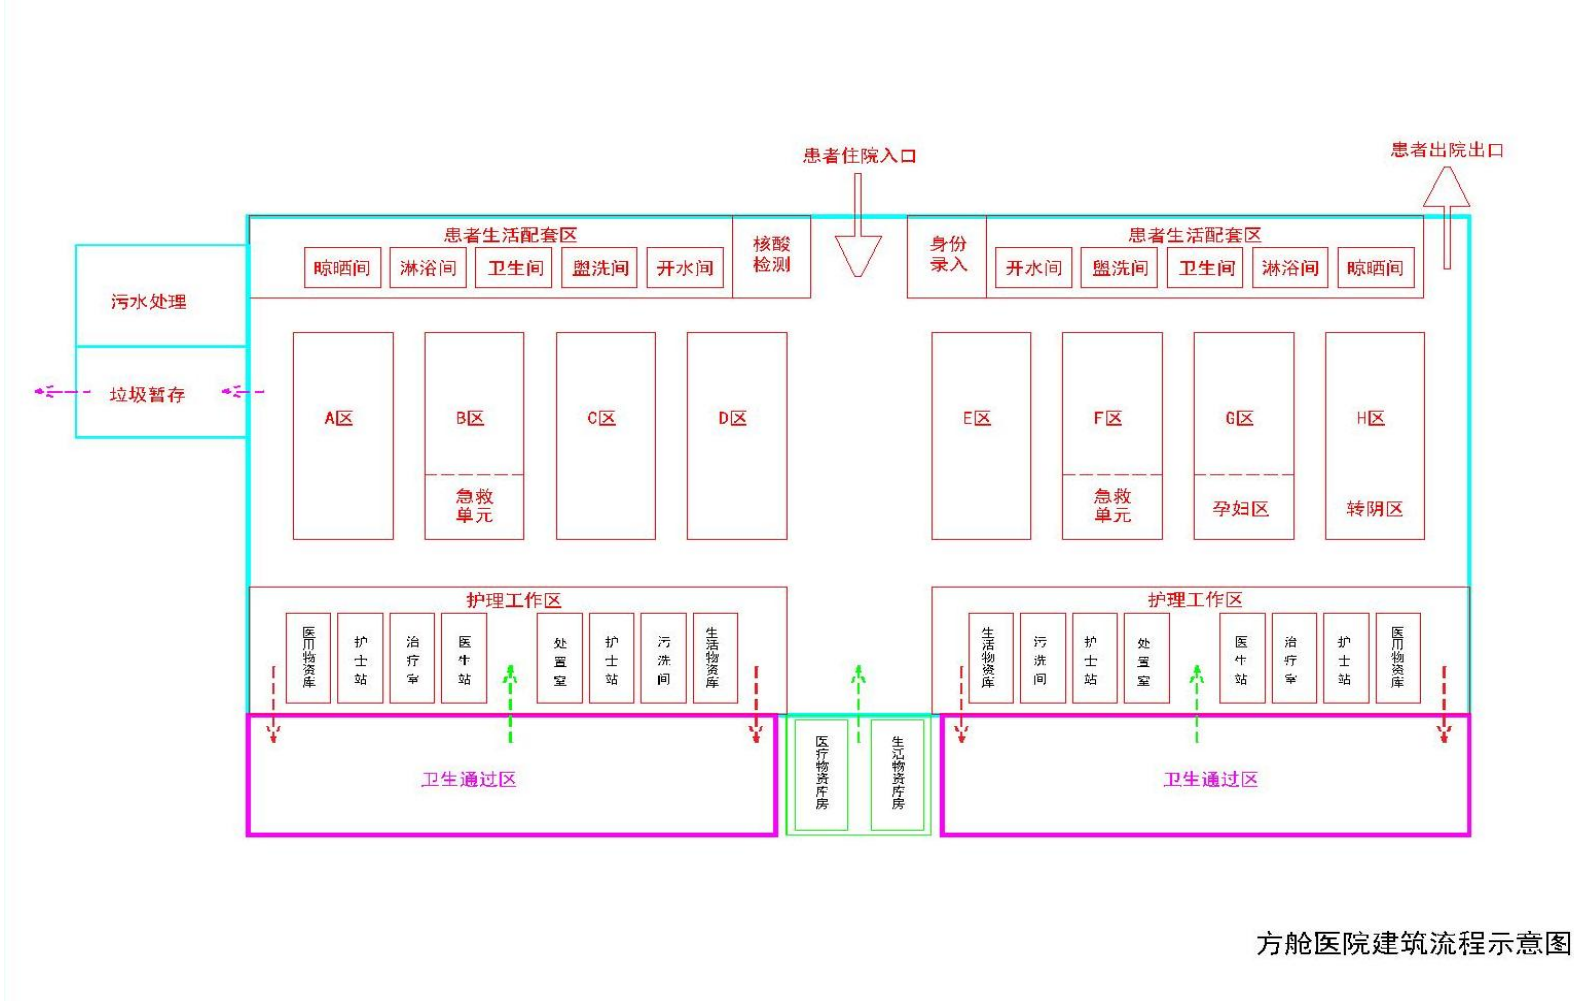 患者住院入口
患者出院出口
患者生活配套区
晾晒间
淋浴间
卫生间
盥洗间
开水间
核酸
检测
身份
录入
患者生活配套区
开水间
盥洗间
卫生间
淋浴间
晾晒间
污水处理
垃圾暂存
A区
B区
急救
单元
C区
D区
E区
F区
急救
单元
G区
孕妇区
H区
转阴区
护理工作区
医用物资库
护士站
治疗室
医生站
处置室
护士站
污洗间
生活物资库
护理工作区
生活物资库
污洗间
护士站
处置室
医生站
治疗室
护士站
医用物资库
卫生通过区
医疗物资库房
生活物资库房
卫生通过区
方舱医院建筑流程示意图